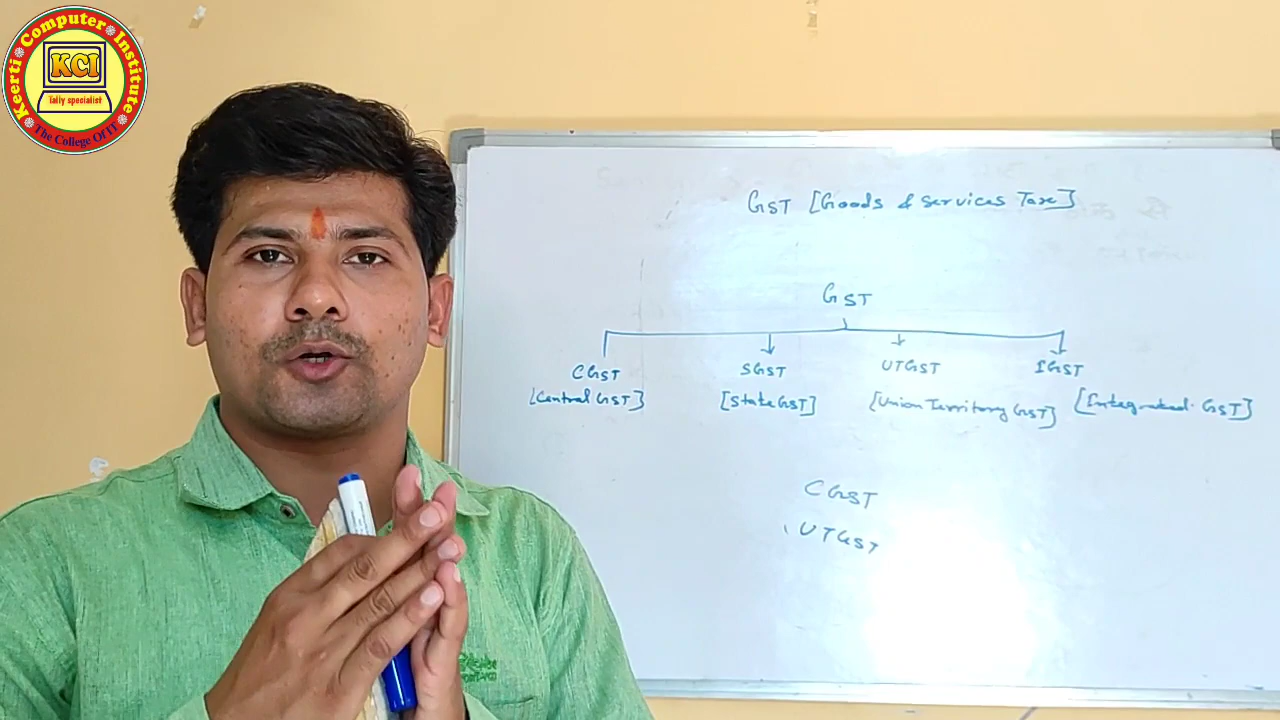 Keerti Computer Institute
KCI
Tally specialist
The College Of IT
GST [Goods & Services Tax]
GST
CGST SGST UTGST IGST
[Central GST] [State GST] [Union Territory GST] [Integrated GST]
CGST
UTGST